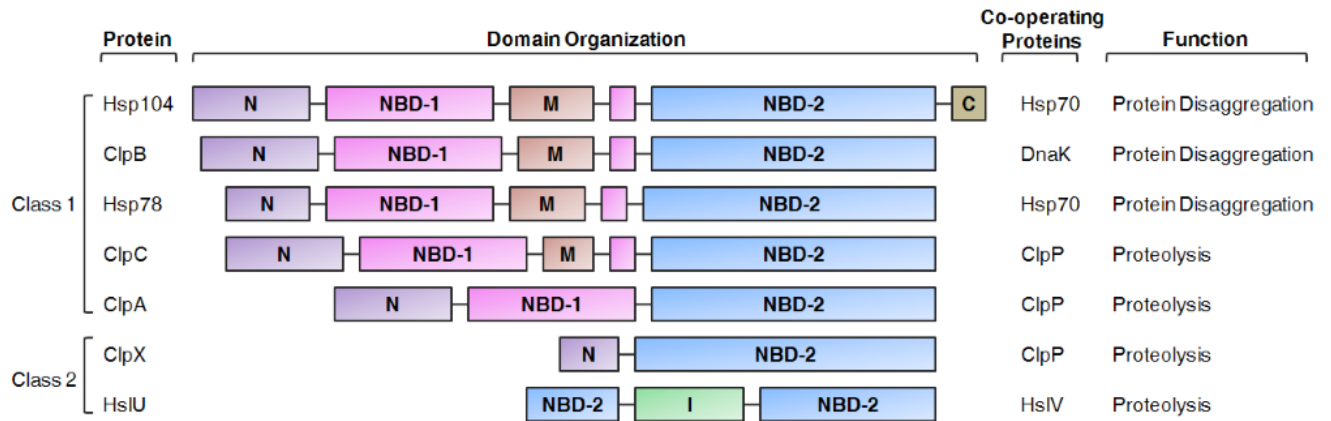 Protein Domain Organization Co-operating Proteins Function
Class 1
Hsp104 N NBD-1 M NBD-2 C Hsp70 Protein Disaggregation
ClpB N NBD-1 M NBD-2 DnaK Protein Disaggregation
Hsp78 N NBD-1 M NBD-2 Hsp70 Protein Disaggregation
ClpC N NBD-1 M NBD-2 ClpP Proteolysis
ClpA N NBD-1 NBD-2 ClpP Proteolysis
Class 2
ClpX N NBD-2 ClpP Proteolysis
HslU NBD-2 I NBD-2 HslV Proteolysis